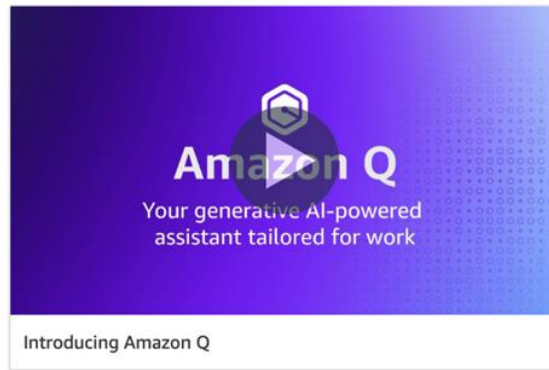 Amazon Q
Your generative AI-powered
assistant tailored for work
Introducing Amazon Q